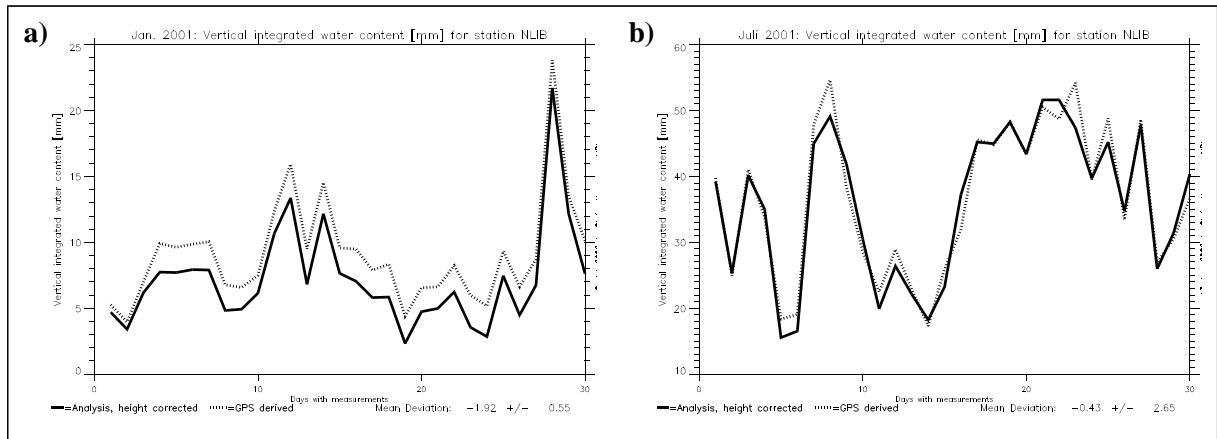 a)
Jan. 2001: Vertical integrated water content [mm] for station NLIB
25
20
15
10
5
0
Vertical integrated water content [mm]
0
10
20
30
Days with measurements
=Analysis, height corrected
=GPS derived
Mean Deviation: −1.92 +/− 0.55
b)
Juli 2001: Vertical integrated water content [mm] for station NLIB
60
50
40
30
20
10
Vertical integrated water content [mm]
0
10
20
30
Days with measurements
=Analysis, height corrected
=GPS derived
Mean Deviation: −0.43 +/− 2.65